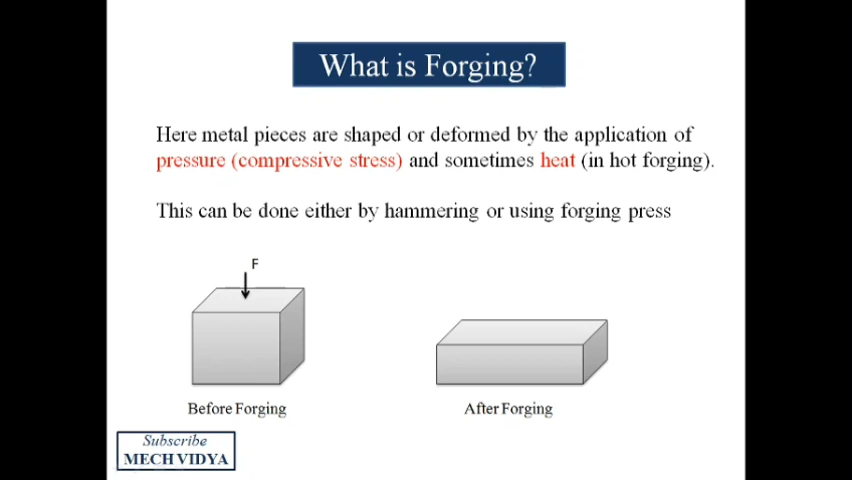 What is Forging?
Here metal pieces are shaped or deformed by the application of
pressure (compressive stress) and sometimes heat (in hot forging).
This can be done either by hammering or using forging press
F
Before Forging
After Forging
Subscribe
MECH VIDYA